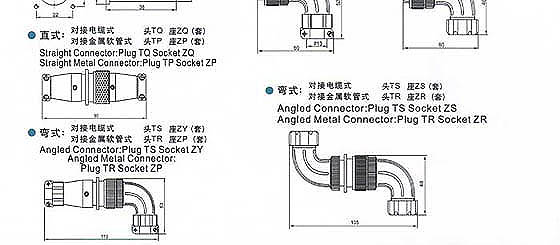 38
22
直式：对接电缆式 头TQ 座ZQ (套)
对接金属软管式 头TP 座ZP (套)
Straight Connector:Plug TQ Socket ZQ
Straight Metal Connector:Plug TP Socket ZP
弯式：对接电缆式 头TS 座ZY (套)
对接金属软管式 头TR 座ZP (套)
Angled Connector:Plug TS Socket ZY
Angled Metal Connector:
Plug TR Socket ZP
60
60
弯式：对接电缆式 头TS 座ZS (套)
对接金属软管式 头TR 座ZR (套)
Angled Connector:Plug TS Socket ZS
Angled Metal Connector:Plug TR Socket ZR
105